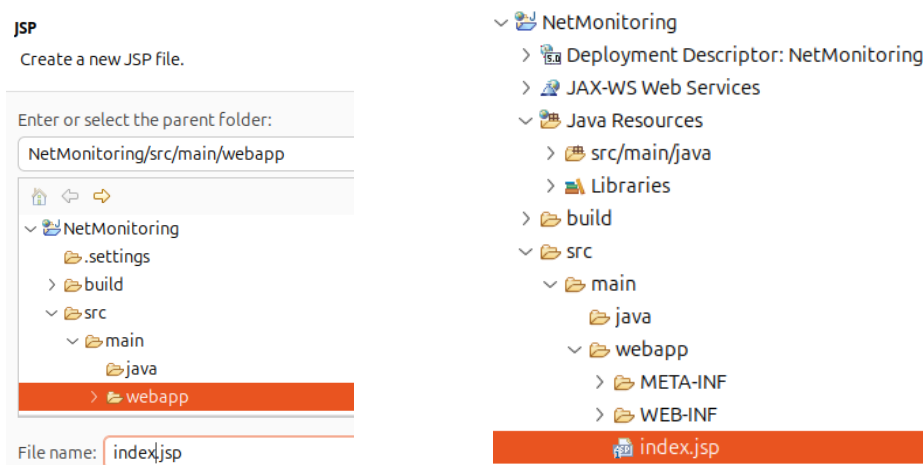 JSP
Create a new JSP file.
Enter or select the parent folder:
NetMonitoring/src/main/webapp
NetMonitoring
.settings
build
src
main
java
webapp
File name: index.jsp
NetMonitoring
5.0 Deployment Descriptor: NetMonitoring
JAX-WS Web Services
Java Resources
src/main/java
Libraries
build
src
main
java
webapp
META-INF
WEB-INF
index.jsp